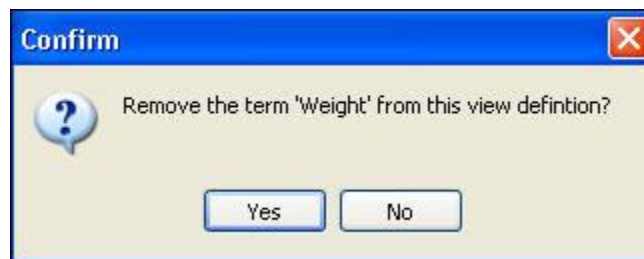 Confirm
Remove the term 'Weight' from this view defintion?
Yes No